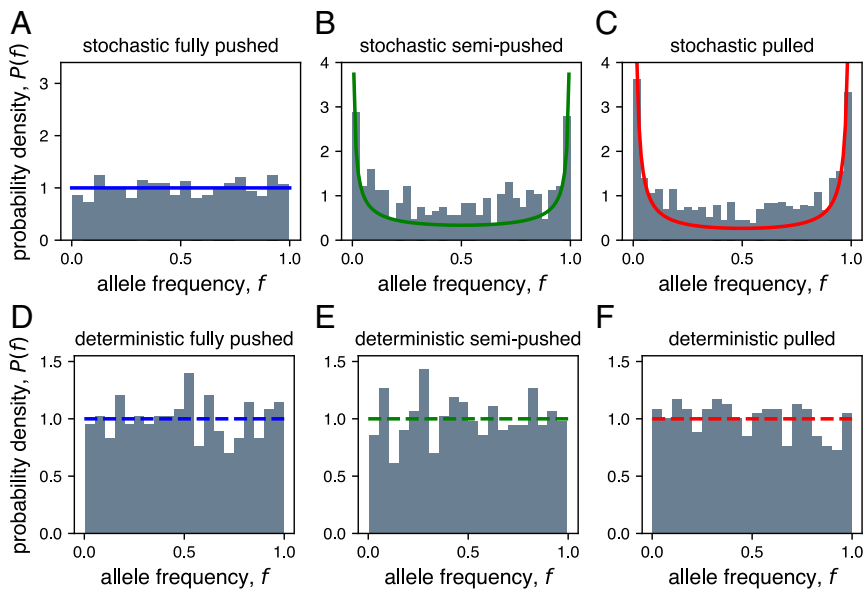 A B C
stochastic fully pushed stochastic semi-pushed stochastic pulled
probability density, P(f)
3
2
1
0
4
3
2
1
0
4
3
2
1
0
0.0 0.5 1.0 0.0 0.5 1.0 0.0 0.5 1.0
allele frequency, f allele frequency, f allele frequency, f
D E F
deterministic fully pushed deterministic semi-pushed deterministic pulled
probability density, P(f)
1.5
1.0
0.5
0.0
1.5
1.0
0.5
0.0
1.5
1.0
0.5
0.0
0.0 0.5 1.0 0.0 0.5 1.0 0.0 0.5 1.0
allele frequency, f allele frequency, f allele frequency, f